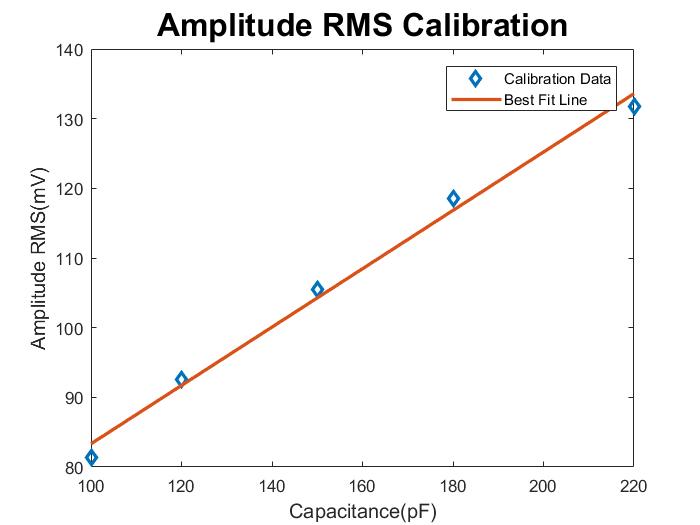 Amplitude RMS Calibration
140
130
120
110
100
90
80
Amplitude RMS(mV)
Calibration Data
Best Fit Line
100 120 140 160 180 200 220
Capacitance(pF)